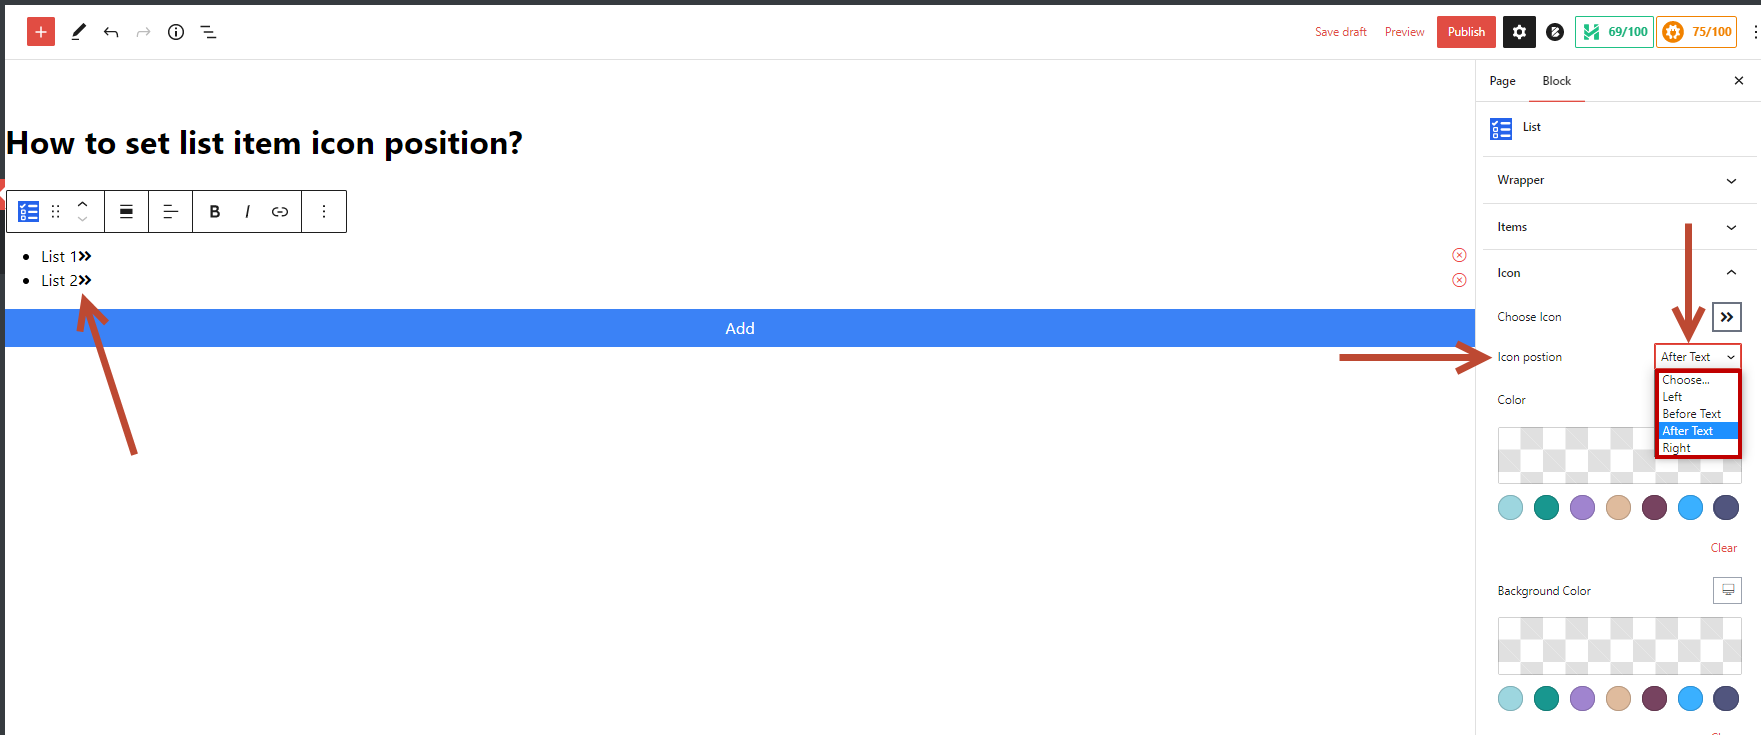 Save draft Preview Publish 69/100 75/100
Page Block
List
How to set list item icon position?
Wrapper
B I
Items
List 1
List 2
Icon
Choose Icon
Add
Icon postion After Text
Choose...
Left
Color
Before Text
After Text
Right
Clear
Background Color